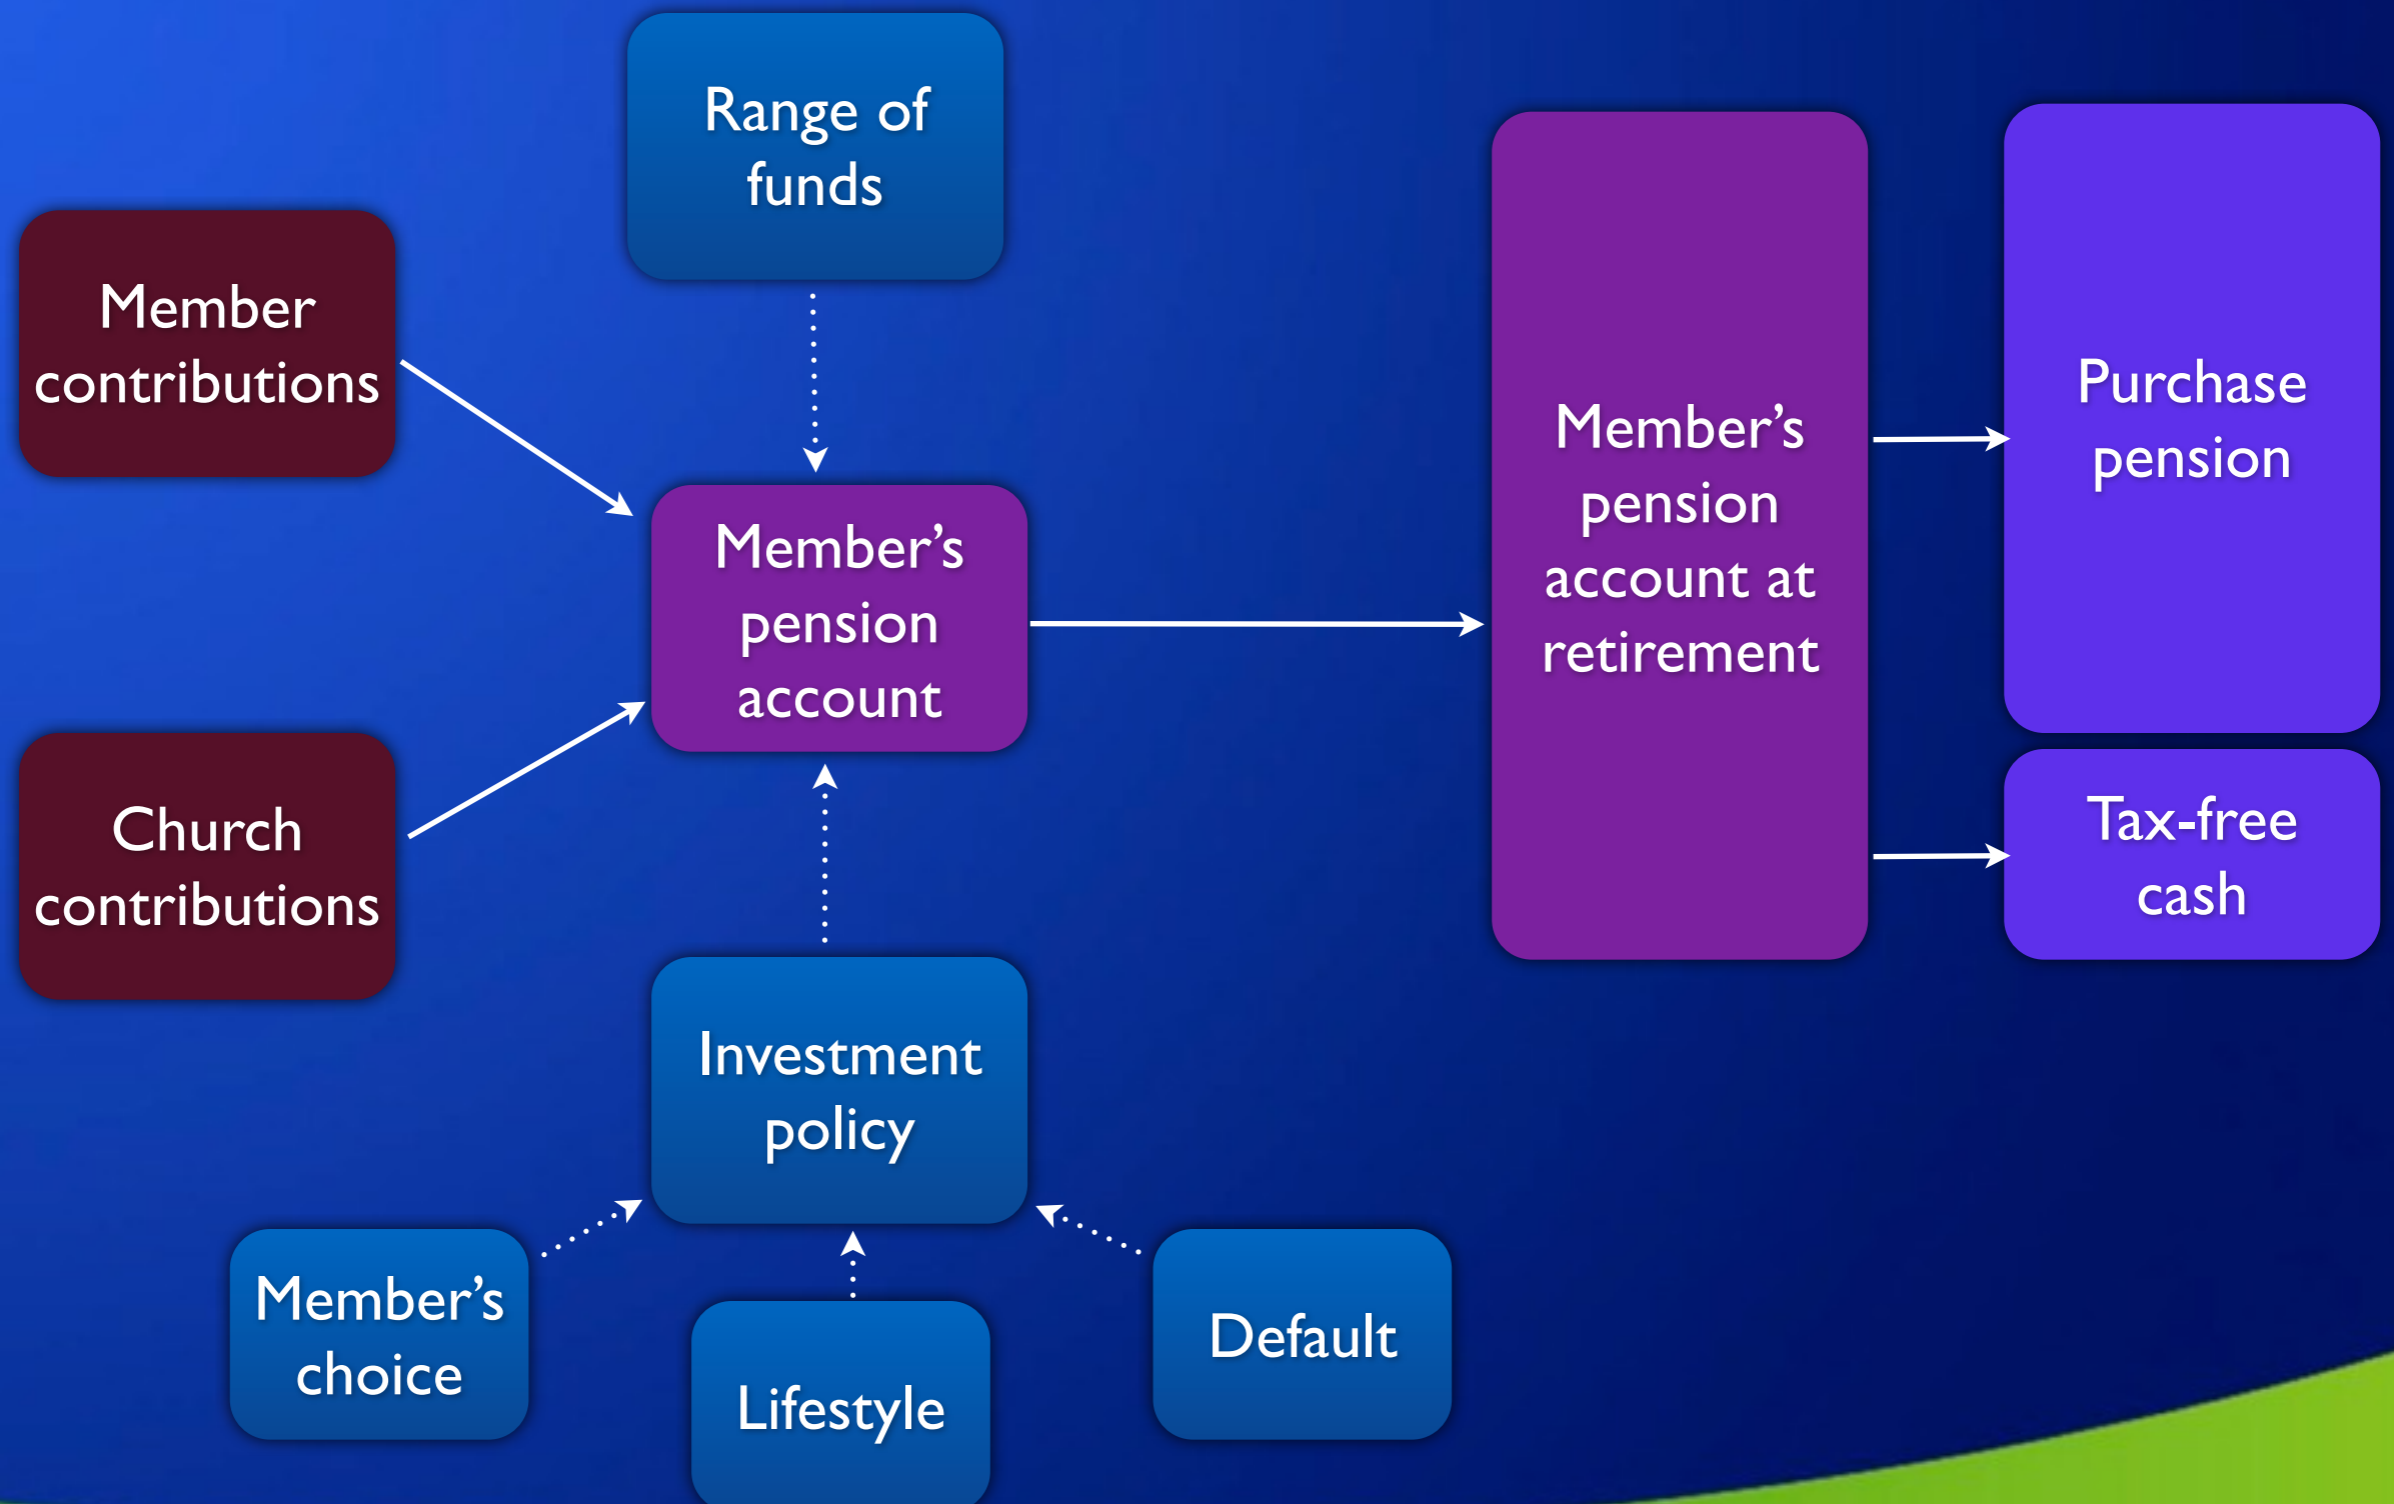 Range of
funds
Member
contributions
Member's
pension
account
Church
contributions
Investment
policy
Member's
choice
Lifestyle
Default
Member's
pension
account at
retirement
Purchase
pension
Tax-free
cash